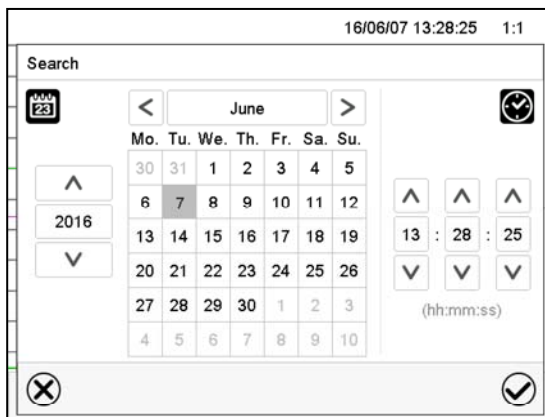 16/06/07 13:28:25 1:1
Search
23
< June >
Mo. Tu. We. Th. Fr. Sa. Su.
30 31 1 2 3 4 5
6 7 8 9 10 11 12
2016
13 14 15 16 17 18 19
13 : 28 : 25
20 21 22 23 24 25 26
27 28 29 30 1 2 3
(hh:mm:ss)
4 5 6 7 8 9 10